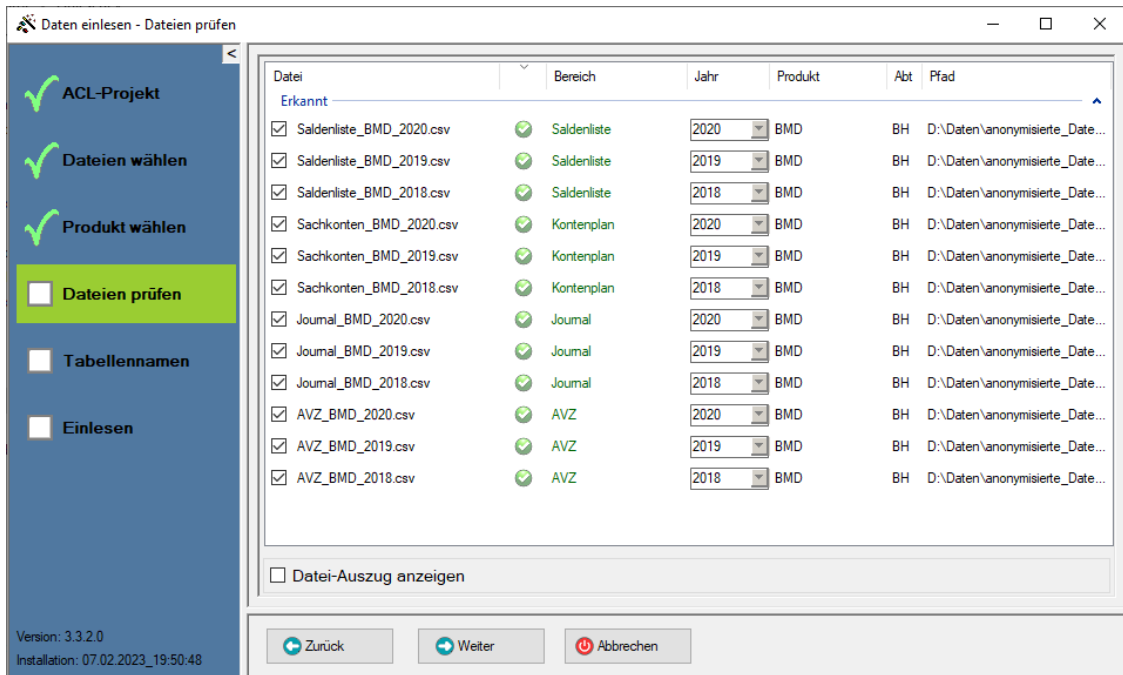 Daten einlesen - Dateien prüfen
<
ACL-Projekt
Dateien wählen
Produkt wählen
Dateien prüfen
Tabellennamen
Einlesen
Version: 3.3.2.0
Installation: 07.02.2023_19:50:48
Datei Bereich Jahr Produkt Abt Pfad
Erkannt
Saldenliste_BMD_2020.csv Saldenliste 2020 BMD BH D:\Daten\anonymisierte_Date...
Saldenliste_BMD_2019.csv Saldenliste 2019 BMD BH D:\Daten\anonymisierte_Date...
Saldenliste_BMD_2018.csv Saldenliste 2018 BMD BH D:\Daten\anonymisierte_Date...
Sachkonten_BMD_2020.csv Kontenplan 2020 BMD BH D:\Daten\anonymisierte_Date...
Sachkonten_BMD_2019.csv Kontenplan 2019 BMD BH D:\Daten\anonymisierte_Date...
Sachkonten_BMD_2018.csv Kontenplan 2018 BMD BH D:\Daten\anonymisierte_Date...
Journal_BMD_2020.csv Journal 2020 BMD BH D:\Daten\anonymisierte_Date...
Journal_BMD_2019.csv Journal 2019 BMD BH D:\Daten\anonymisierte_Date...
Journal_BMD_2018.csv Journal 2018 BMD BH D:\Daten\anonymisierte_Date...
AVZ_BMD_2020.csv AVZ 2020 BMD BH D:\Daten\anonymisierte_Date...
AVZ_BMD_2019.csv AVZ 2019 BMD BH D:\Daten\anonymisierte_Date...
AVZ_BMD_2018.csv AVZ 2018 BMD BH D:\Daten\anonymisierte_Date...
Datei-Auszug anzeigen
Zurück Weiter Abbrechen